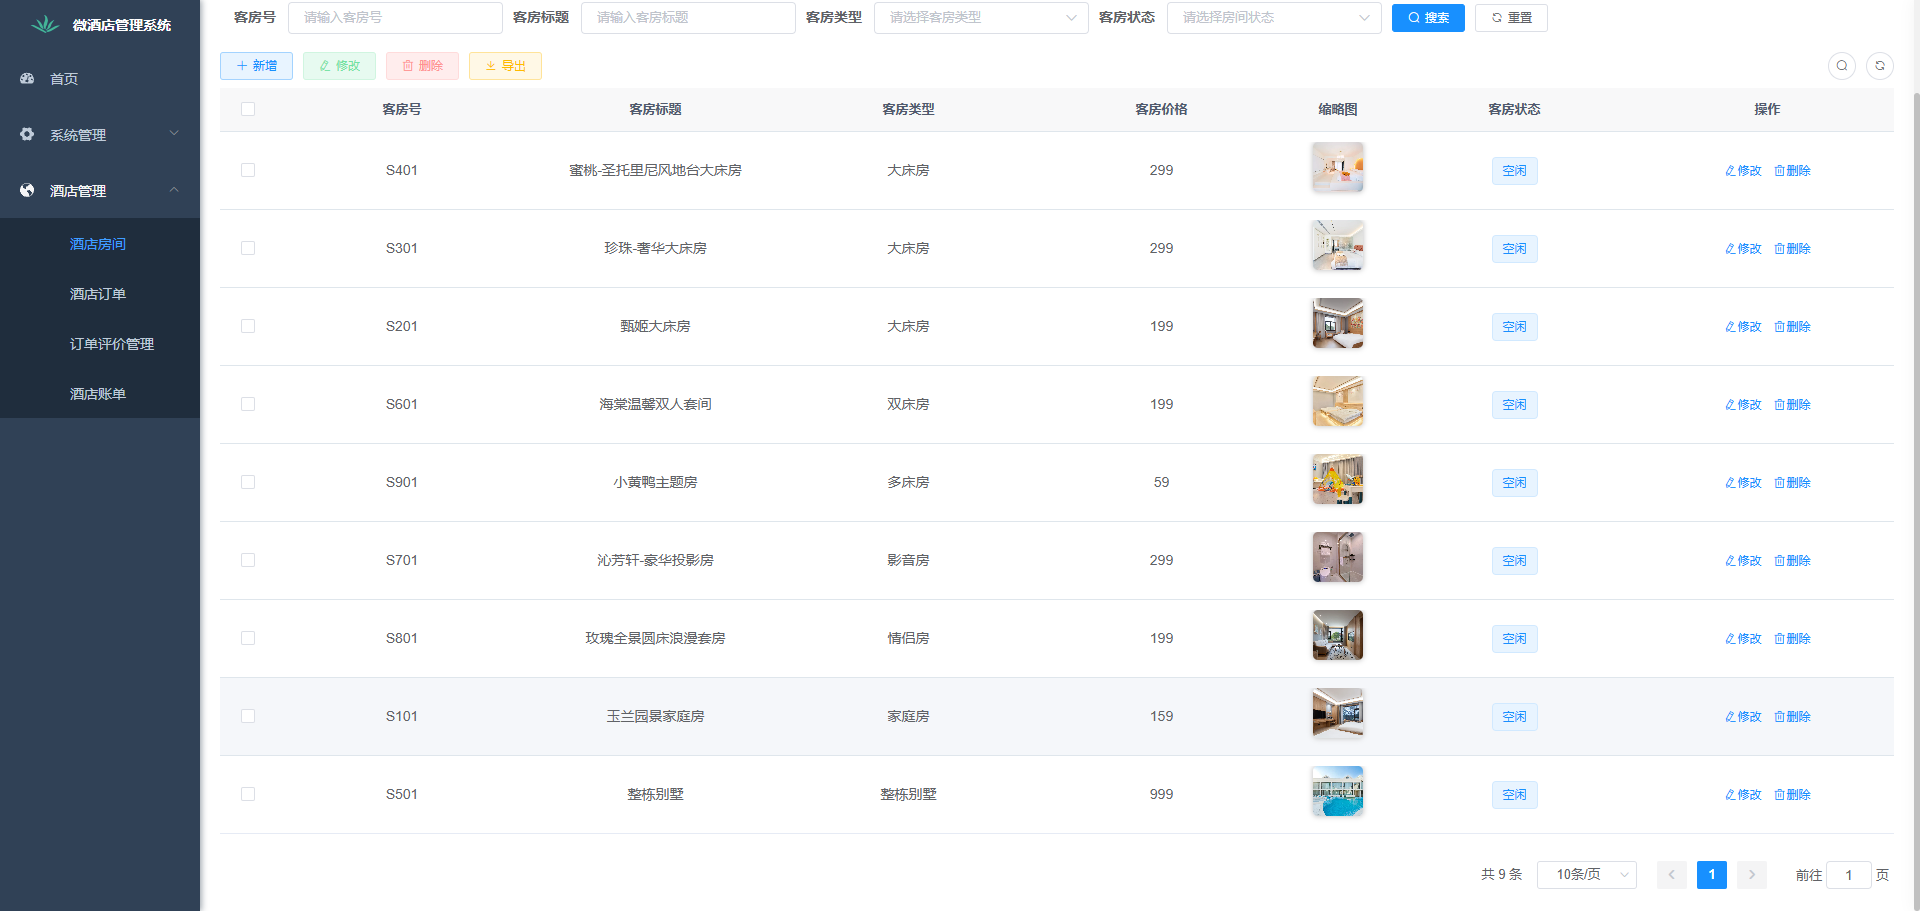 微酒店管理系统
首页
系统管理
酒店管理
酒店房间
酒店订单
订单评价管理
酒店账单
客房号 请输入客房号 客房标题 请输入客房标题 客房类型 请选择客房类型 客房状态 请选择房间状态 搜索 重置
新增 修改 删除 导出
客房号 客房标题 客房类型 客房价格 缩略图 客房状态 操作
S401 蜜桃-圣托里尼风地台大床房 大床房 299 空闲 修改 删除
S301 珍珠-奢华大床房 大床房 299 空闲 修改 删除
S201 甄姬大床房 大床房 199 空闲 修改 删除
S601 海棠温馨双人套间 双床房 199 空闲 修改 删除
S901 小黄鸭主题房 多床房 59 空闲 修改 删除
S701 沁芳轩-豪华投影房 影音房 299 空闲 修改 删除
S801 玫瑰全景圆床浪漫套房 情侣房 199 空闲 修改 删除
S101 玉兰园景家庭房 家庭房 159 空闲 修改 删除
S501 整栋别墅 整栋别墅 999 空闲 修改 删除
共 9 条 10条/页 1 前往 1 页